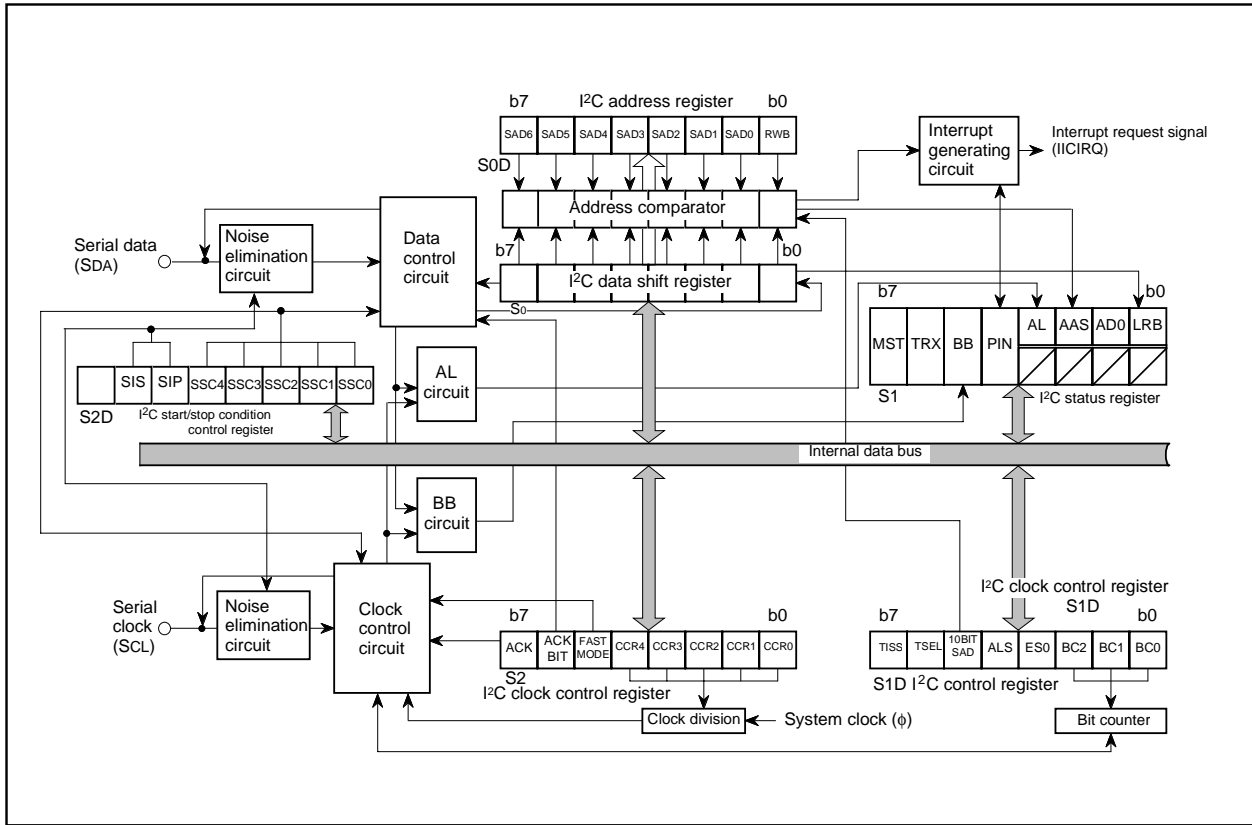 b7 I²C address register b0
SAD6 SAD5 SAD4 SAD3 SAD2 SAD1 SAD0 RWB
S0D
Interrupt
generating
circuit
Interrupt request signal
(IICIRQ)
Address comparator
Serial data
(SDA)
Noise
elimination
circuit
Data
control
circuit
b7 b0
I²C data shift register
S0
b7 b0
MST TRX BB PIN AL AAS AD0 LRB
S1
I²C status register
SIS SIP SSC4 SSC3 SSC2 SSC1 SSC0
S2D
I²C start/stop condition
control register
AL
circuit
Internal data bus
BB
circuit
Serial
clock
(SCL)
Noise
elimination
circuit
Clock
control
circuit
I²C clock control register
S1D
b7 b0
ACK ACK BIT FAST MODE CCR4 CCR3 CCR2 CCR1 CCR0
S2
I²C clock control register
b7 b0
TISS TSEL 10BIT SAD ALS ES0 BC2 BC1 BC0
S1D I²C control register
Clock division
System clock (ϕ)
Bit counter